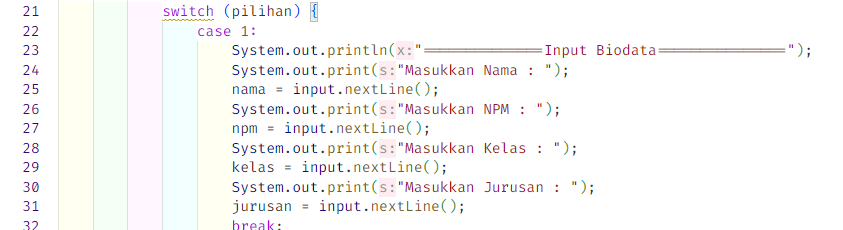 21 switch (pilihan) {
22 case 1:
23 System.out.println(x:"==============Input Biodata===============");
24 System.out.print(s:"Masukkan Nama : ");
25 nama = input.nextLine();
26 System.out.print(s:"Masukkan NPM : ");
27 npm = input.nextLine();
28 System.out.print(s:"Masukkan Kelas : ");
29 kelas = input.nextLine();
30 System.out.print(s:"Masukkan Jurusan : ");
31 jurusan = input.nextLine();
32 break;